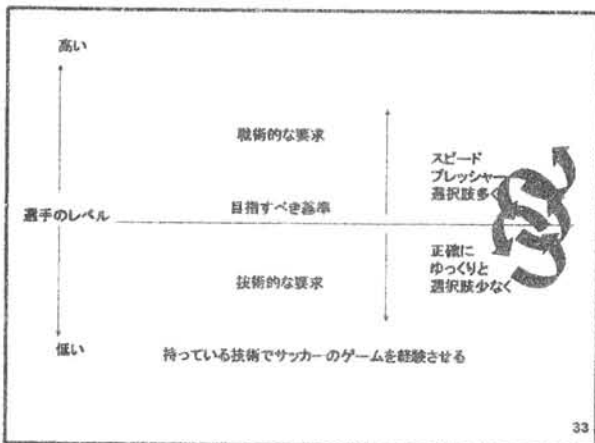 高い
戦術的な要求
スピード
プレッシャー
選択肢多く
目指すべき基準
選手のレベル
正確に
ゆっくりと
選択肢少なく
技術的な要求
低い
持っている技術でサッカーのゲームを経験させる
33